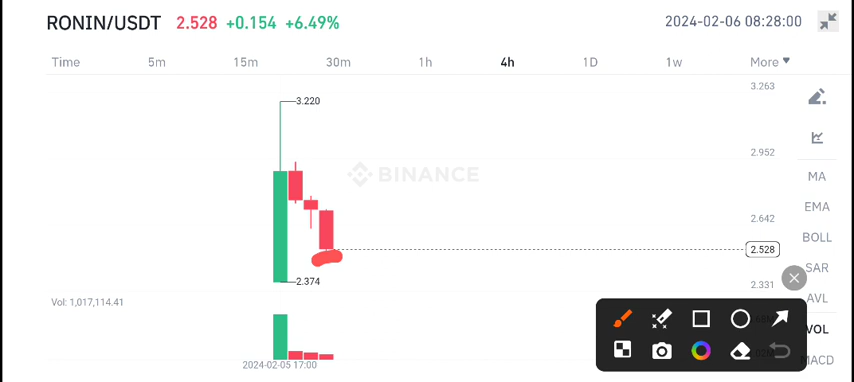 RONIN/USDT 2.528 +0.154 +6.49% 2024-02-06 08:28:00
Time 5m 15m 30m 1h 4h 1D 1w More
3.263
3.220
2.952
BINANCE
MA
EMA
2.642
BOLL
2.528
SAR
2.374
2.331
AVL
Vol: 1,017,114.41
VOL
MACD
2024-02-05 17:00